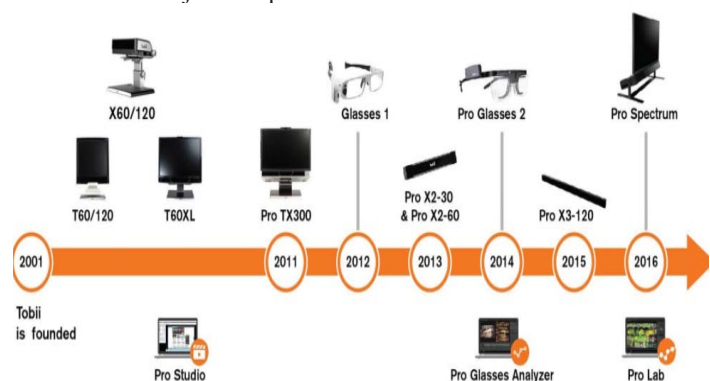 X60/120
Glasses 1
Pro Glasses 2
Pro Spectrum
T60/120
T60XL
Pro TX300
Pro X2-30
& Pro X2-60
Pro X3-120
2001
2011
2012
2013
2014
2015
2016
Tobii
is founded
Pro Studio
Pro Glasses Analyzer
Pro Lab